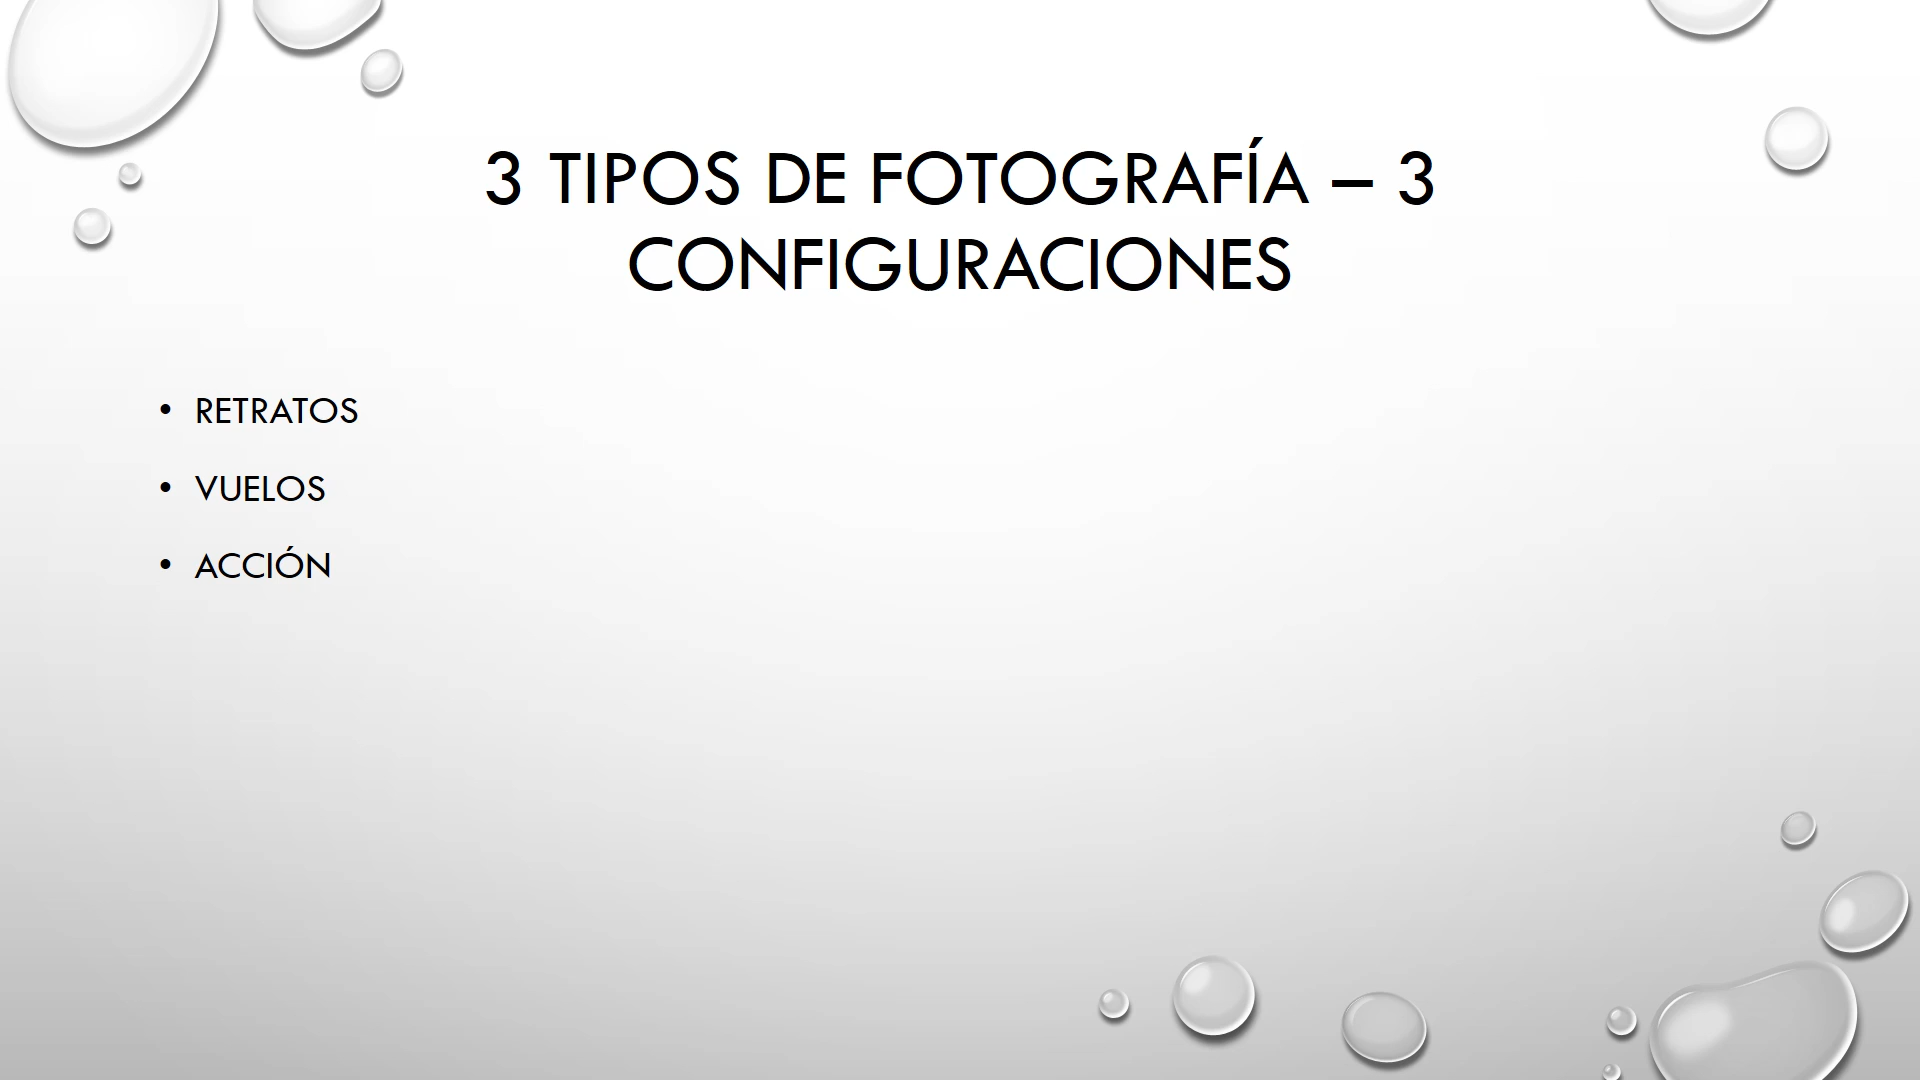 3 TIPOS DE FOTOGRAFÍA – 3
CONFIGURACIONES
• RETRATOS
• VUELOS
• ACCIÓN